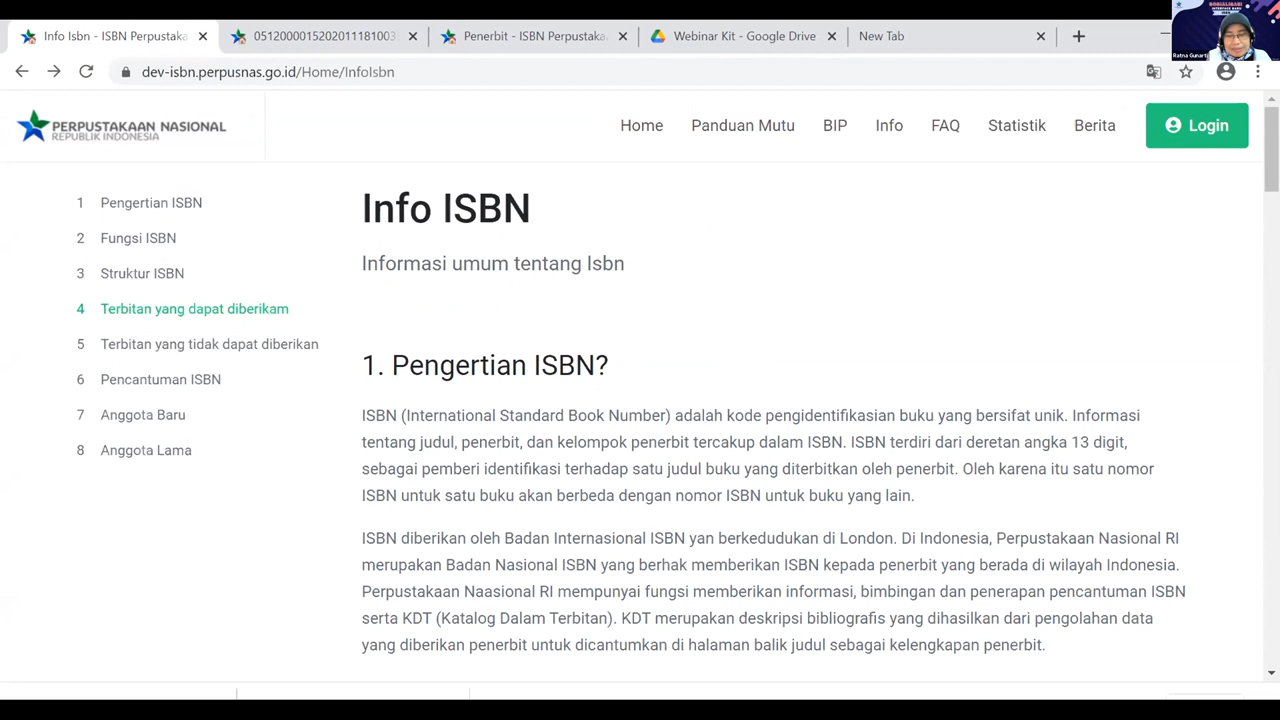 Info Isbn - ISBN Perpustaka
05120000152020111181003
Penerbit - ISBN Perpustaka
Webinar Kit - Google Drive
New Tab
SOSIALISASI
INTERFACE BARU
ISBN
Ratna Gunarti
dev-isbn.perpusnas.go.id/Home/InfoIsbn
PERPUSTAKAAN NASIONAL
REPUBLIK INDONESIA
Home
Panduan Mutu
BIP
Info
FAQ
Statistik
Berita
Login
1 Pengertian ISBN
2 Fungsi ISBN
3 Struktur ISBN
4 Terbitan yang dapat diberikam
5 Terbitan yang tidak dapat diberikan
6 Pencantuman ISBN
7 Anggota Baru
8 Anggota Lama
Info ISBN
Informasi umum tentang Isbn
1. Pengertian ISBN?
ISBN (International Standard Book Number) adalah kode pengidentifikasian buku yang bersifat unik. Informasi
tentang judul, penerbit, dan kelompok penerbit tercakup dalam ISBN. ISBN terdiri dari deretan angka 13 digit,
sebagai pemberi identifikasi terhadap satu judul buku yang diterbitkan oleh penerbit. Oleh karena itu satu nomor
ISBN untuk satu buku akan berbeda dengan nomor ISBN untuk buku yang lain.
ISBN diberikan oleh Badan Internasional ISBN yan berkedudukan di London. Di Indonesia, Perpustakaan Nasional RI
merupakan Badan Nasional ISBN yang berhak memberikan ISBN kepada penerbit yang berada di wilayah Indonesia.
Perpustakaan Naasional RI mempunyai fungsi memberikan informasi, bimbingan dan penerapan pencantuman ISBN
serta KDT (Katalog Dalam Terbitan). KDT merupakan deskripsi bibliografis yang dihasilkan dari pengolahan data
yang diberikan penerbit untuk dicantumkan di halaman balik judul sebagai kelengkapan penerbit.